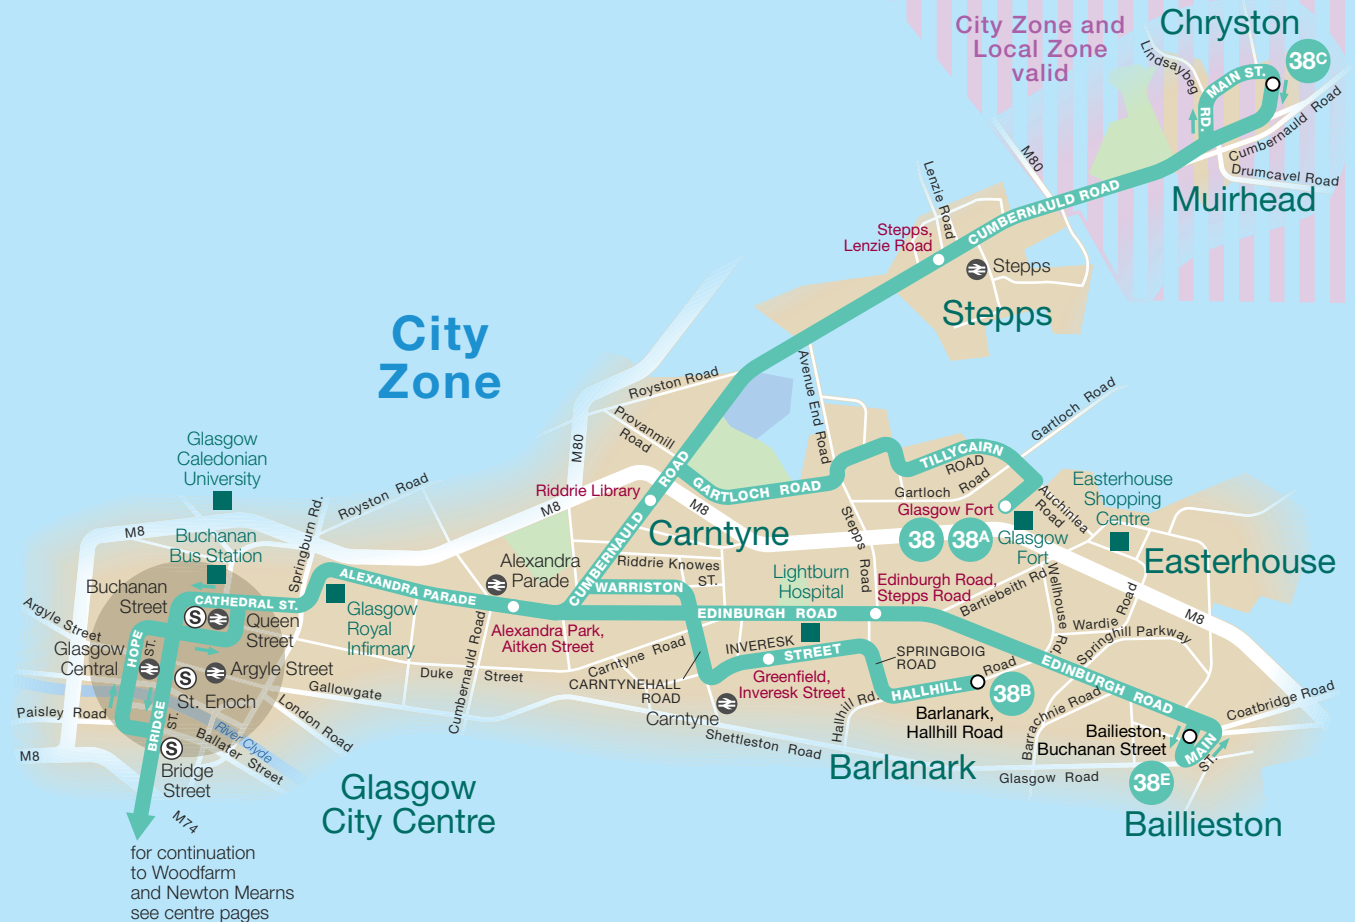 City Zone and
Local Zone
valid
Chryston
38C
Lindsaybeg
MAIN ST.
RD.
Cumbernauld Road
Drumcavel Road
Muirhead
M80
Lenzie Road
CUMBERNAULD ROAD
Stepps,
Lenzie Road
Stepps
Stepps
City
Zone
Royston Road
Provanmill
Road
Avenue End Road
M80
Gartloch Road
TILLYCAIRN
ROAD
Gartloch Road
GARTLOCH ROAD
Glasgow
Caledonian
University
Royston Road
Riddrie Library
CUMBERNAULD ROAD
M8
M8
Carntyne
Stepps Road
Glasgow Fort
38
38A
Glasgow
Fort
Auchinlea
Road
Easterhouse
Shopping
Centre
Easterhouse
M8
Buchanan
Bus Station
Springburn Rd.
Buchanan
Street
CATHEDRAL ST.
S
Queen
Street
Argyle Street
HOPE
ST.
Glasgow
Central
Argyle Street
S
St. Enoch
ALEXANDRA PARADE
Glasgow
Royal
Infirmary
Alexandra
Parade
Alexandra Park,
Aitken Street
Riddrie Knowes
WARRISTON
ST.
EDINBURGH ROAD
Lightburn
Hospital
Edinburgh Road,
Stepps Road
Bartiebeith Rd.
Wellhouse Rd.
Wardie Road
Springhill Parkway
M8
Carntyne Road
CARNTYNEHALL
ROAD
INVERESK
STREET
Greenfield,
Inveresk Street
SPRINGBOIG
ROAD
HALLHILL
Road
38B
Barlanark,
Hallhill Road
Hallhill Rd.
EDINBURGH ROAD
Barrachnie Road
Coatbridge Road
Bailieston,
Buchanan Street
MAIN
ST.
38E
Baillieston
Glasgow Road
Barlanark
Shettleston Road
Carntyne
Duke Street
Cumbernauld Road
Gallowgate
London Road
River Clyde
Ballater Street
Paisley Road
M8
BRIDGE
ST.
S
Bridge
Street
M74
Glasgow
City Centre
for continuation
to Woodfarm
and Newton Mearns
see centre pages